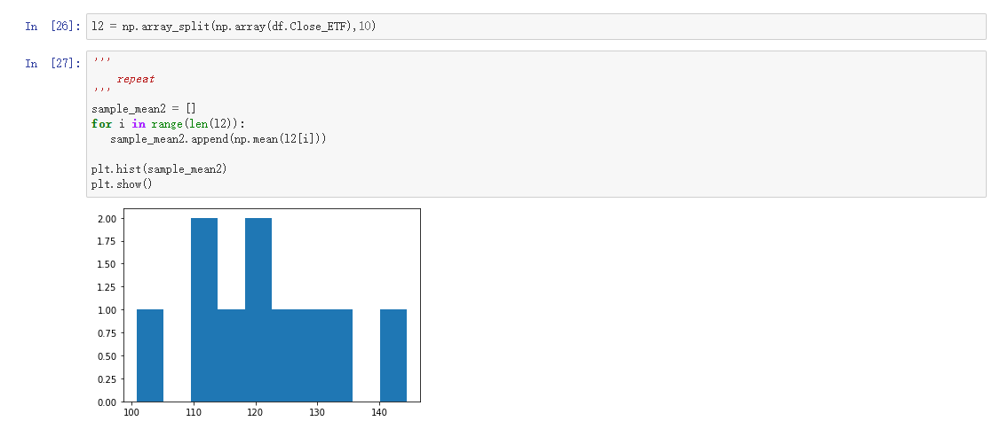 In [26]: l2 = np.array_split(np.array(df.Close_ETF),10)
In [27]: '''
repeat
'''
sample_mean2 = []
for i in range(len(l2)):
sample_mean2.append(np.mean(l2[i]))
plt.hist(sample_mean2)
plt.show()
2.00
1.75
1.50
1.25
1.00
0.75
0.50
0.25
0.00
100 110 120 130 140